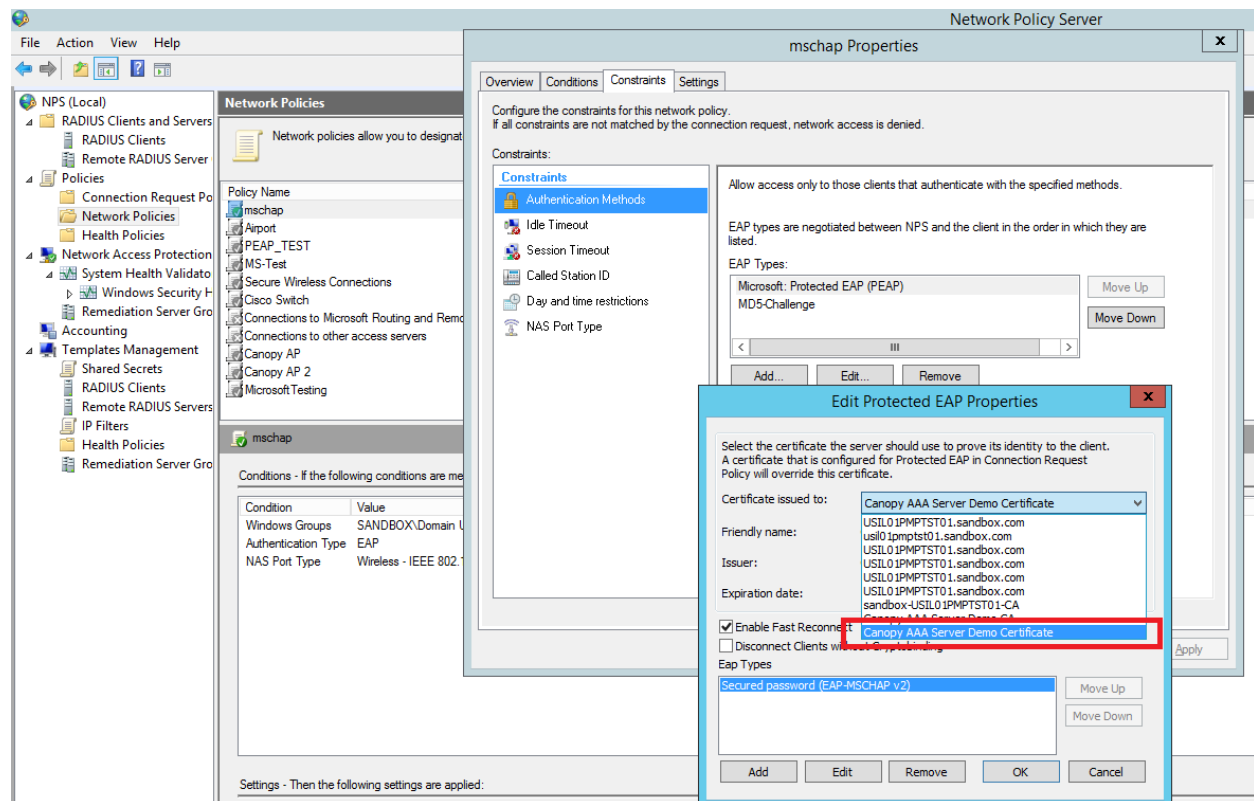 Network Policy Server
File Action View Help
NPS (Local)
RADIUS Clients and Servers
RADIUS Clients
Remote RADIUS Server
Policies
Connection Request Po
Network Policies
Health Policies
Network Access Protection
System Health Validato
Windows Security H
Remediation Server Gro
Accounting
Templates Management
Shared Secrets
RADIUS Clients
Remote RADIUS Servers
IP Filters
Health Policies
Remediation Server Gro
Network Policies
Network policies allow you to designat
Policy Name
mschap
Airport
PEAP_TEST
MS-Test
Secure Wireless Connections
Cisco Switch
Connections to Microsoft Routing and Remo
Connections to other access servers
Canopy AP
Canopy AP 2
MicrosoftTesting
mschap
Conditions - If the following conditions are me
Condition Value
Windows Groups SANDBOX\Domain U
Authentication Type EAP
NAS Port Type Wireless - IEEE 802.1
Settings - Then the following settings are applied:
mschap Properties
x
Overview Conditions Constraints Settings
Configure the constraints for this network policy.
If all constraints are not matched by the connection request, network access is denied.
Constraints:
Constraints
Authentication Methods
Idle Timeout
Session Timeout
Called Station ID
Day and time restrictions
NAS Port Type
Allow access only to those clients that authenticate with the specified methods.
EAP types are negotiated between NPS and the client in the order in which they are
listed.
EAP Types:
Microsoft: Protected EAP (PEAP)
MD5-Challenge
Move Up
Move Down
Add... Edit... Remove
Apply
Edit Protected EAP Properties
x
Select the certificate the server should use to prove its identity to the client.
A certificate that is configured for Protected EAP in Connection Request
Policy will override this certificate.
Certificate issued to: Canopy AAA Server Demo Certificate
USIL01PMPTST01.sandbox.com
Friendly name: usil01pmptst01.sandbox.com
USIL01PMPTST01.sandbox.com
Issuer: USIL01PMPTST01.sandbox.com
USIL01PMPTST01.sandbox.com
Expiration date: USIL01PMPTST01.sandbox.com
sandbox-USIL01PMPTST01-CA
Canopy AAA Server Demo CA
Canopy AAA Server Demo Certificate
Enable Fast Reconnect
Disconnect Clients without Cryptobinding
Eap Types
Secured password (EAP-MSCHAP v2)
Move Up
Move Down
Add Edit Remove OK Cancel